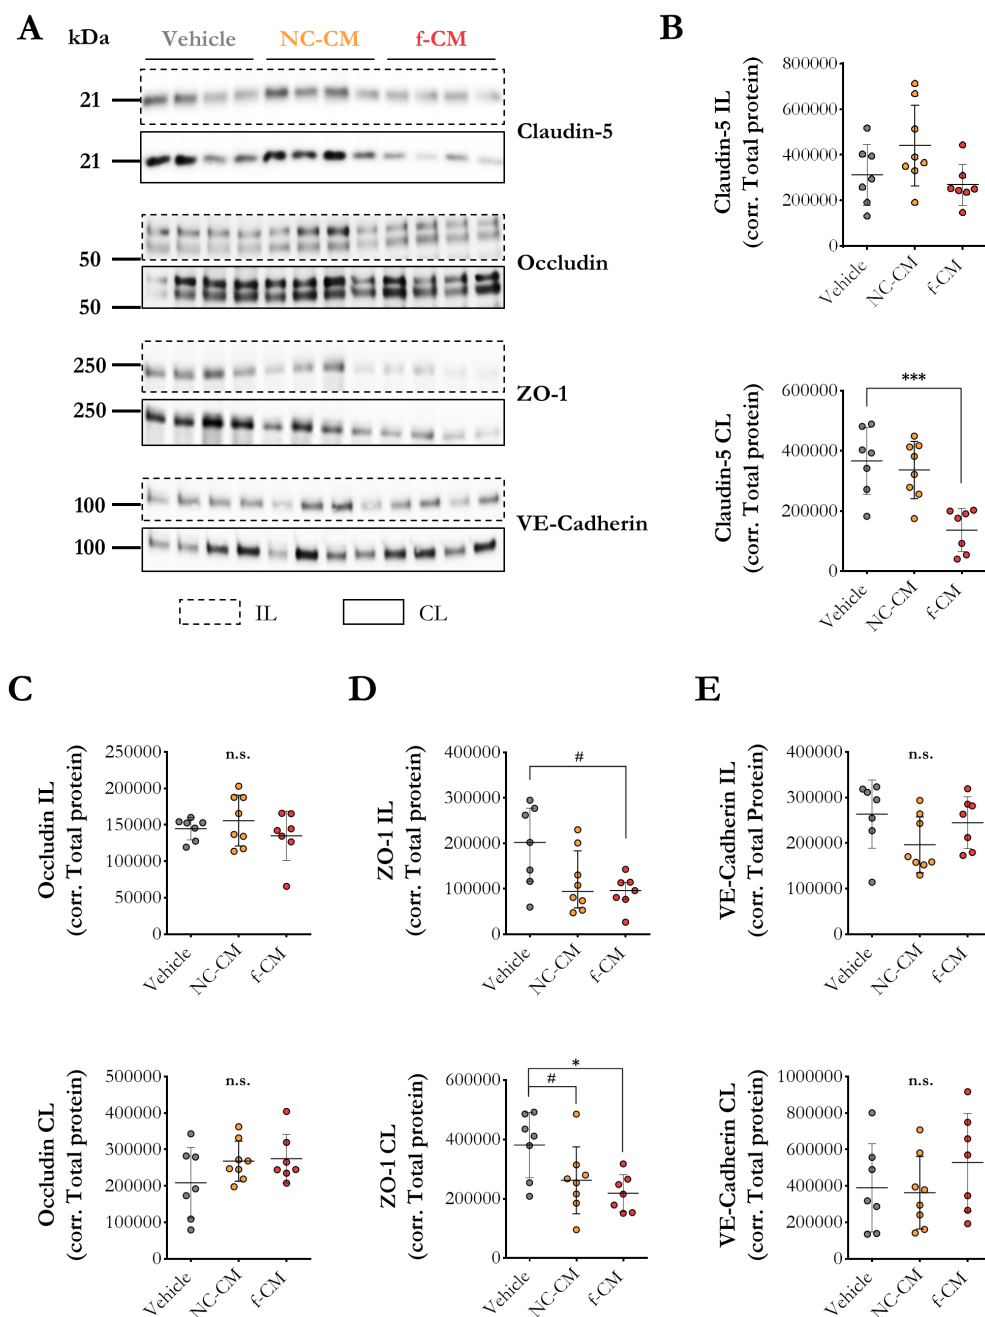 A
kDa
Vehicle
NC-CM
f-CM
21
Claudin-5
21
50
Occludin
50
250
ZO-1
250
100
VE-Cadherin
100
IL
CL
B
Claudin-5 IL
(corr. Total protein)
800000
600000
400000
200000
0
Vehicle
NC-CM
f-CM
Claudin-5 CL
(corr. Total protein)
600000
400000
200000
0
***
Vehicle
NC-CM
f-CM
C
Occludin IL
(corr. Total protein)
250000
200000
150000
100000
50000
0
n.s.
Vehicle
NC-CM
f-CM
Occludin CL
(corr. Total protein)
500000
400000
300000
200000
100000
0
n.s.
Vehicle
NC-CM
f-CM
D
ZO-1 IL
(corr. Total protein)
400000
300000
200000
100000
0
#
Vehicle
NC-CM
f-CM
ZO-1 CL
(corr. Total protein)
600000
400000
200000
0
*
#
Vehicle
NC-CM
f-CM
E
VE-Cadherin IL
(corr. Total Protein)
400000
300000
200000
100000
0
n.s.
Vehicle
NC-CM
f-CM
VE-Cadherin CL
(corr. Total protein)
1000000
800000
600000
400000
200000
0
n.s.
Vehicle
NC-CM
f-CM